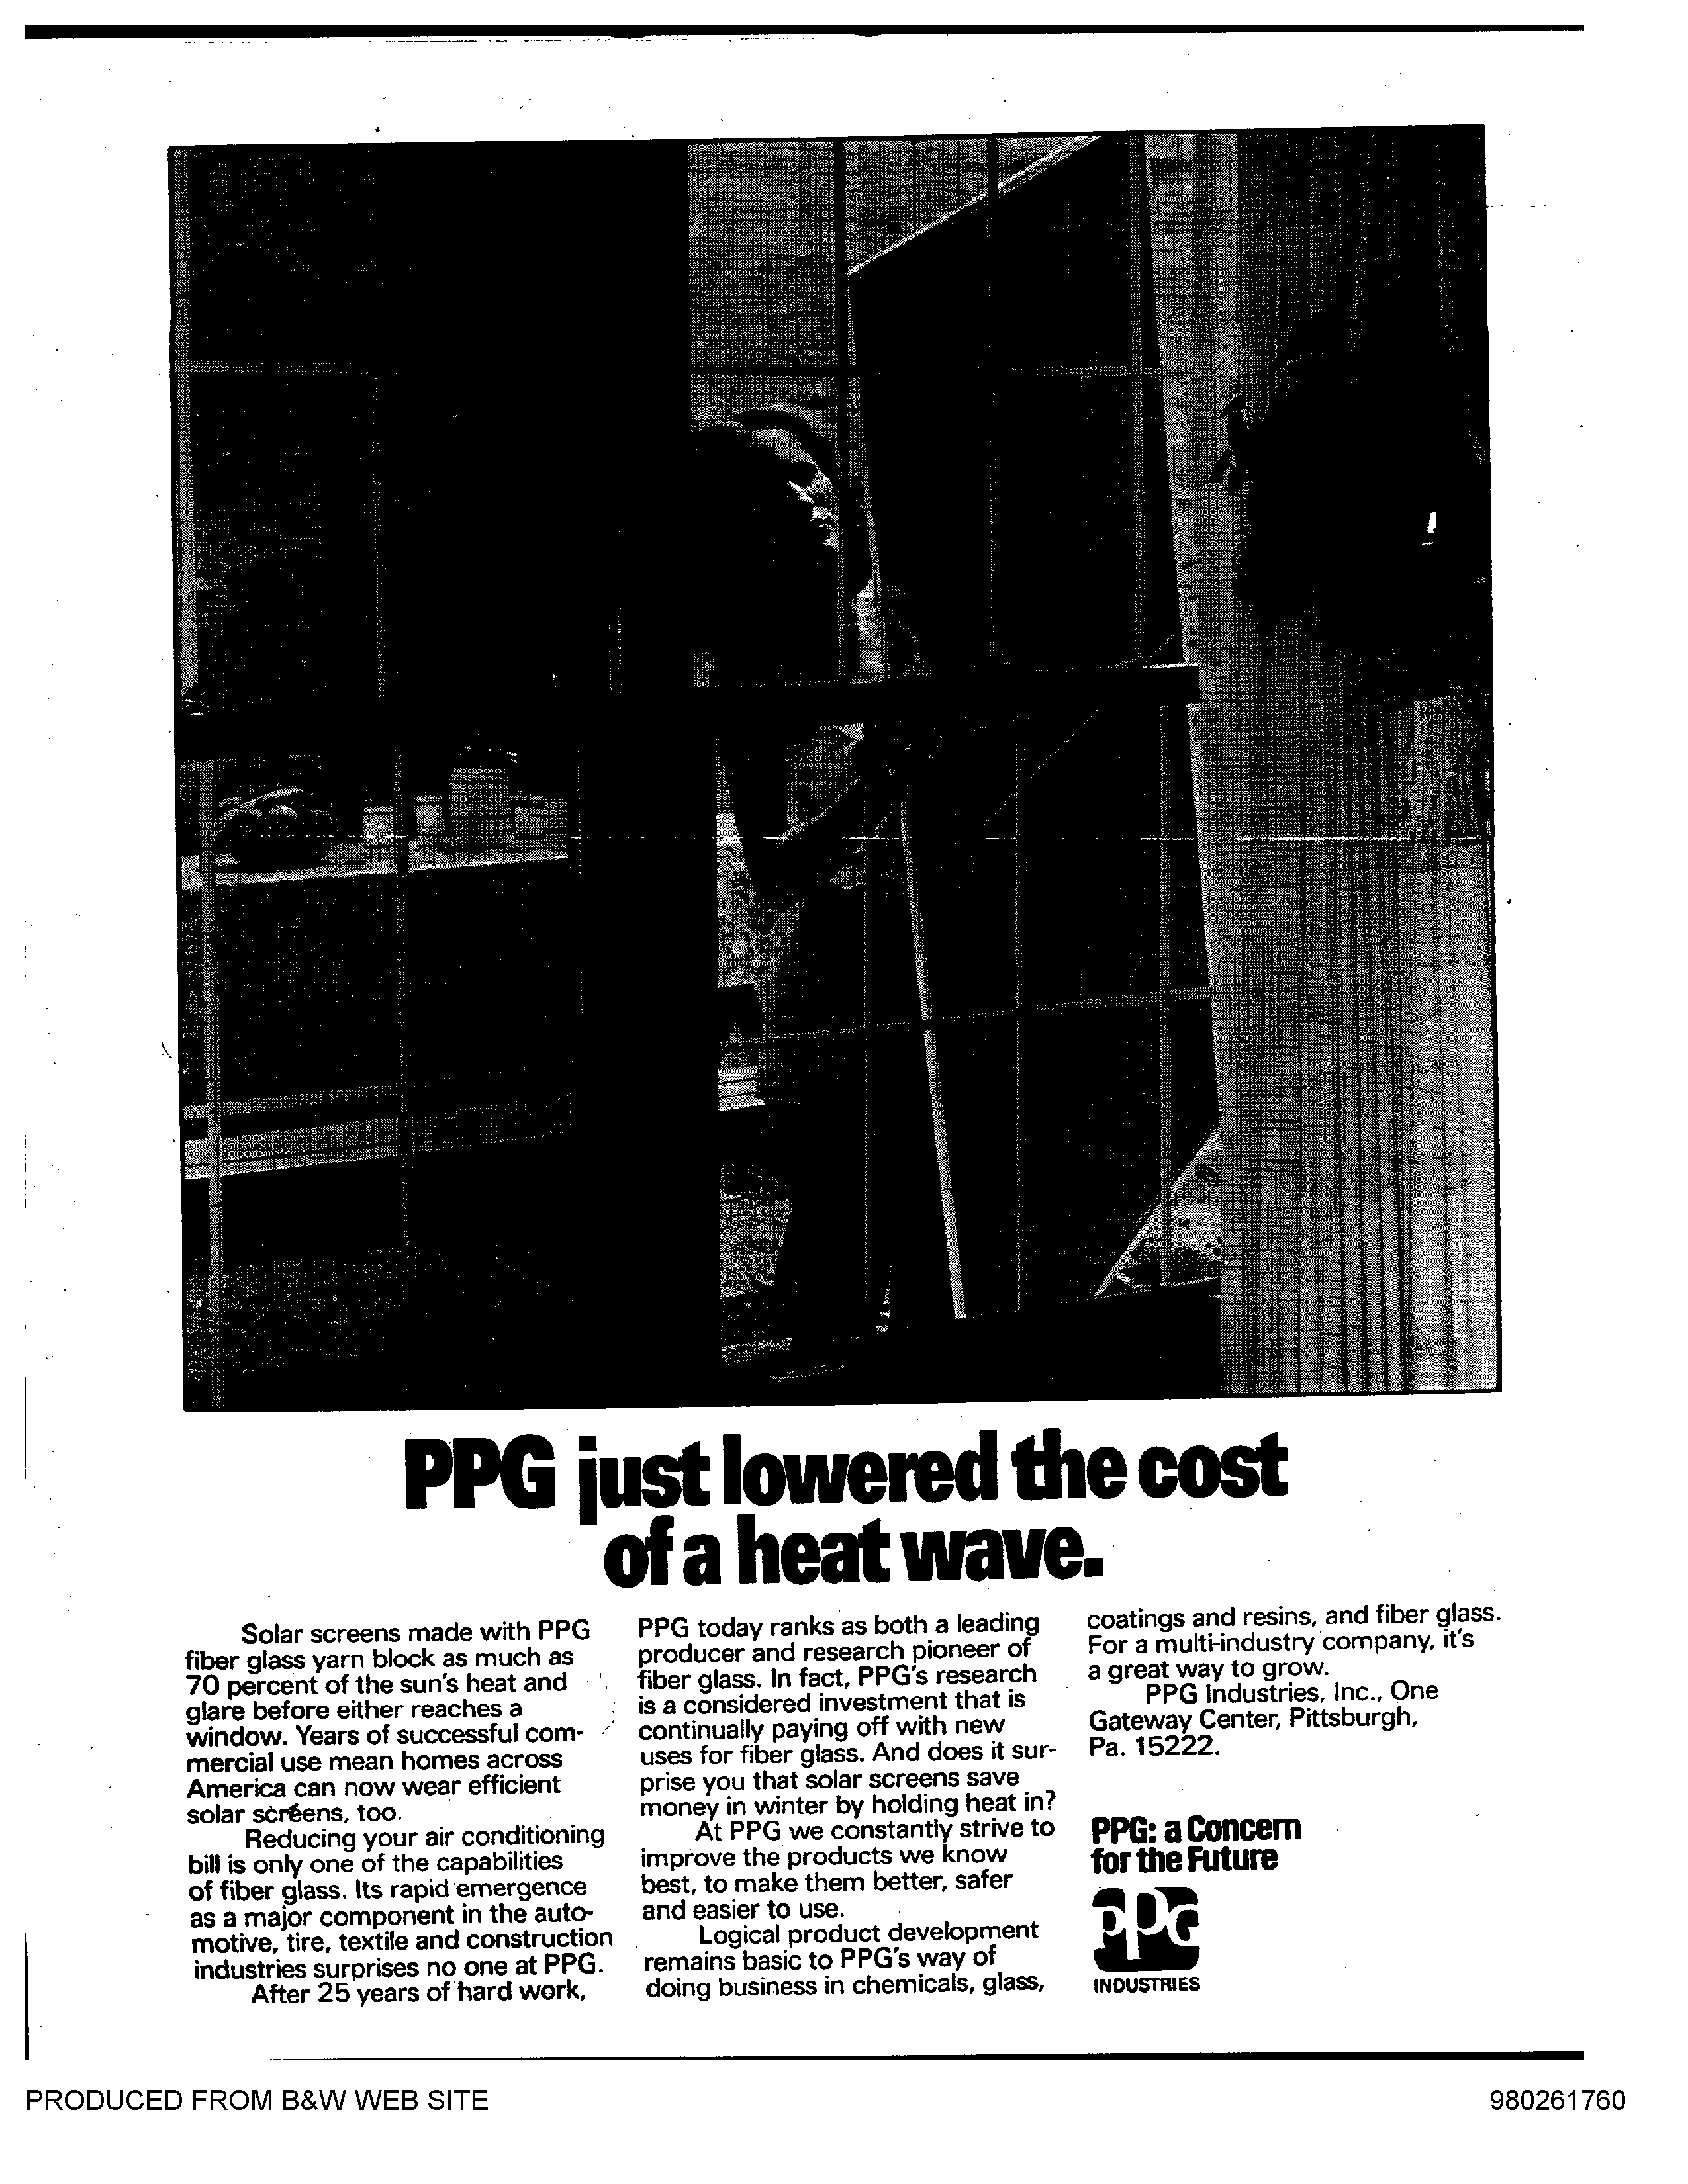 PPG just lowered the cost
of a heat wave.
Solar screens made with PPG
fiber glass yarn block as much as
70 percent of the sun's heat and
glare before either reaches a
window. Years of successful com-
mercial use mean homes across
America can now wear efficient
solar screens, too.
Reducing your air conditioning
bill is only one of the capabilities
of fiber glass. Its rapid emergence
as a major component in the auto-
motive, tire, textile and construction
industries surprises no one at PPG.
After 25 years of hard work,
PPG today ranks as both a leading
producer and research pioneer of
fiber glass. In fact, PPG's research
is a considered investment that is
continually paying off with new
uses for fiber glass. And does it sur-
prise you that solar screens save
money in winter by holding heat in?
At PPG we constantly strive to
improve the products we know
best, to make them better, safer
and easier to use.
Logical product development
remains basic to PPG's way of
doing business in chemicals, glass,
coatings and resins, and fiber glass.
For a multi-industry company, it's
a great way to grow.
PPG Industries, Inc., One
Gateway Center, Pittsburgh,
Pa. 15222.
PPG: a Concern
for the Future
PPG
INDUSTRIES
PRODUCED FROM B&W WEB SITE
980261760